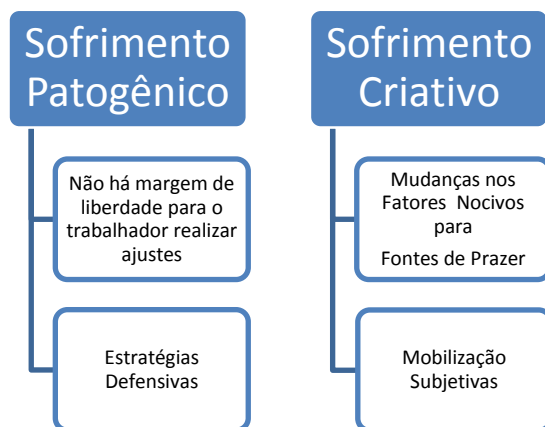 Sofrimento
Patogênico
Não há margem de
liberdade para o
trabalhador realizar
ajustes
Estratégias
Defensivas
Sofrimento
Criativo
Mudanças nos
Fatores Nocivos
para
Fontes de Prazer
Mobilização
Subjetivas